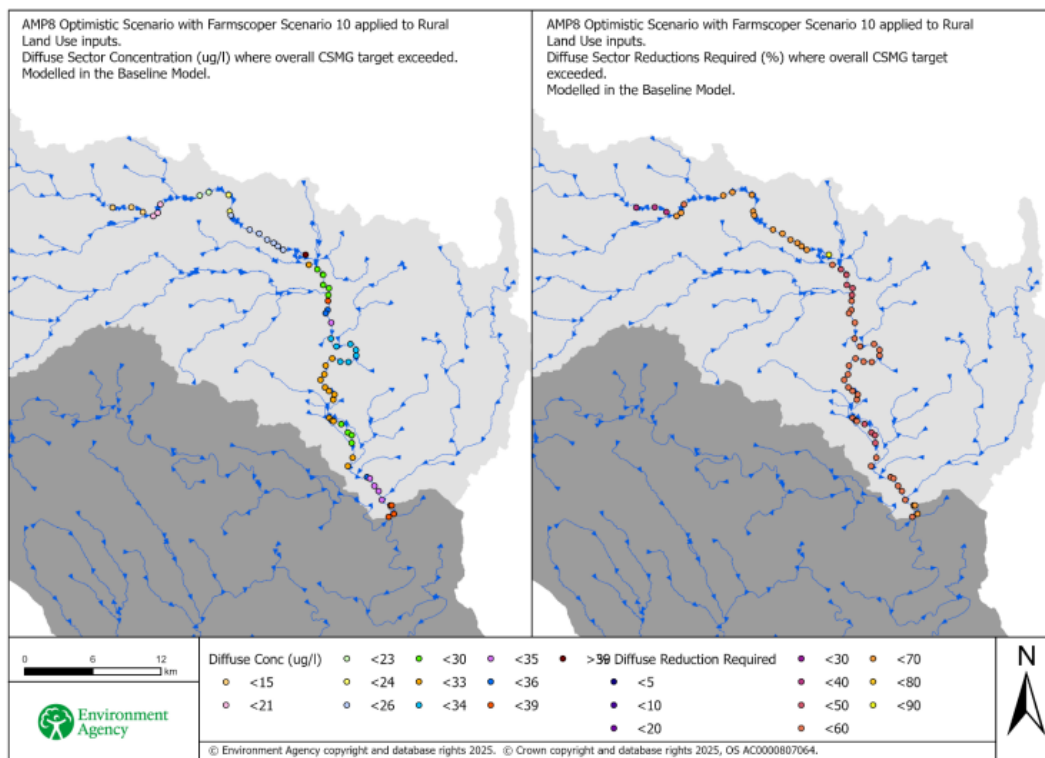 AMP8 Optimistic Scenario with Farmscoper Scenario 10 applied to Rural
Land Use inputs.
Diffuse Sector Concentration (ug/l) where overall CSMG target exceeded.
Modelled in the Baseline Model.
AMP8 Optimistic Scenario with Farmscoper Scenario 10 applied to Rural
Land Use inputs.
Diffuse Sector Reductions Required (%) where overall CSMG target
exceeded.
Modelled in the Baseline Model.
0 6 12
km
Environment
Agency
Diffuse Conc (ug/l)
<15
<21
<23
<24
<26
<30
<33
<34
<35
<36
<39
>39
Diffuse Reduction Required
<5
<10
<20
<30
<40
<50
<60
<70
<80
<90
N
© Environment Agency copyright and database rights 2025. © Crown copyright and database rights 2025, OS AC0000807064.